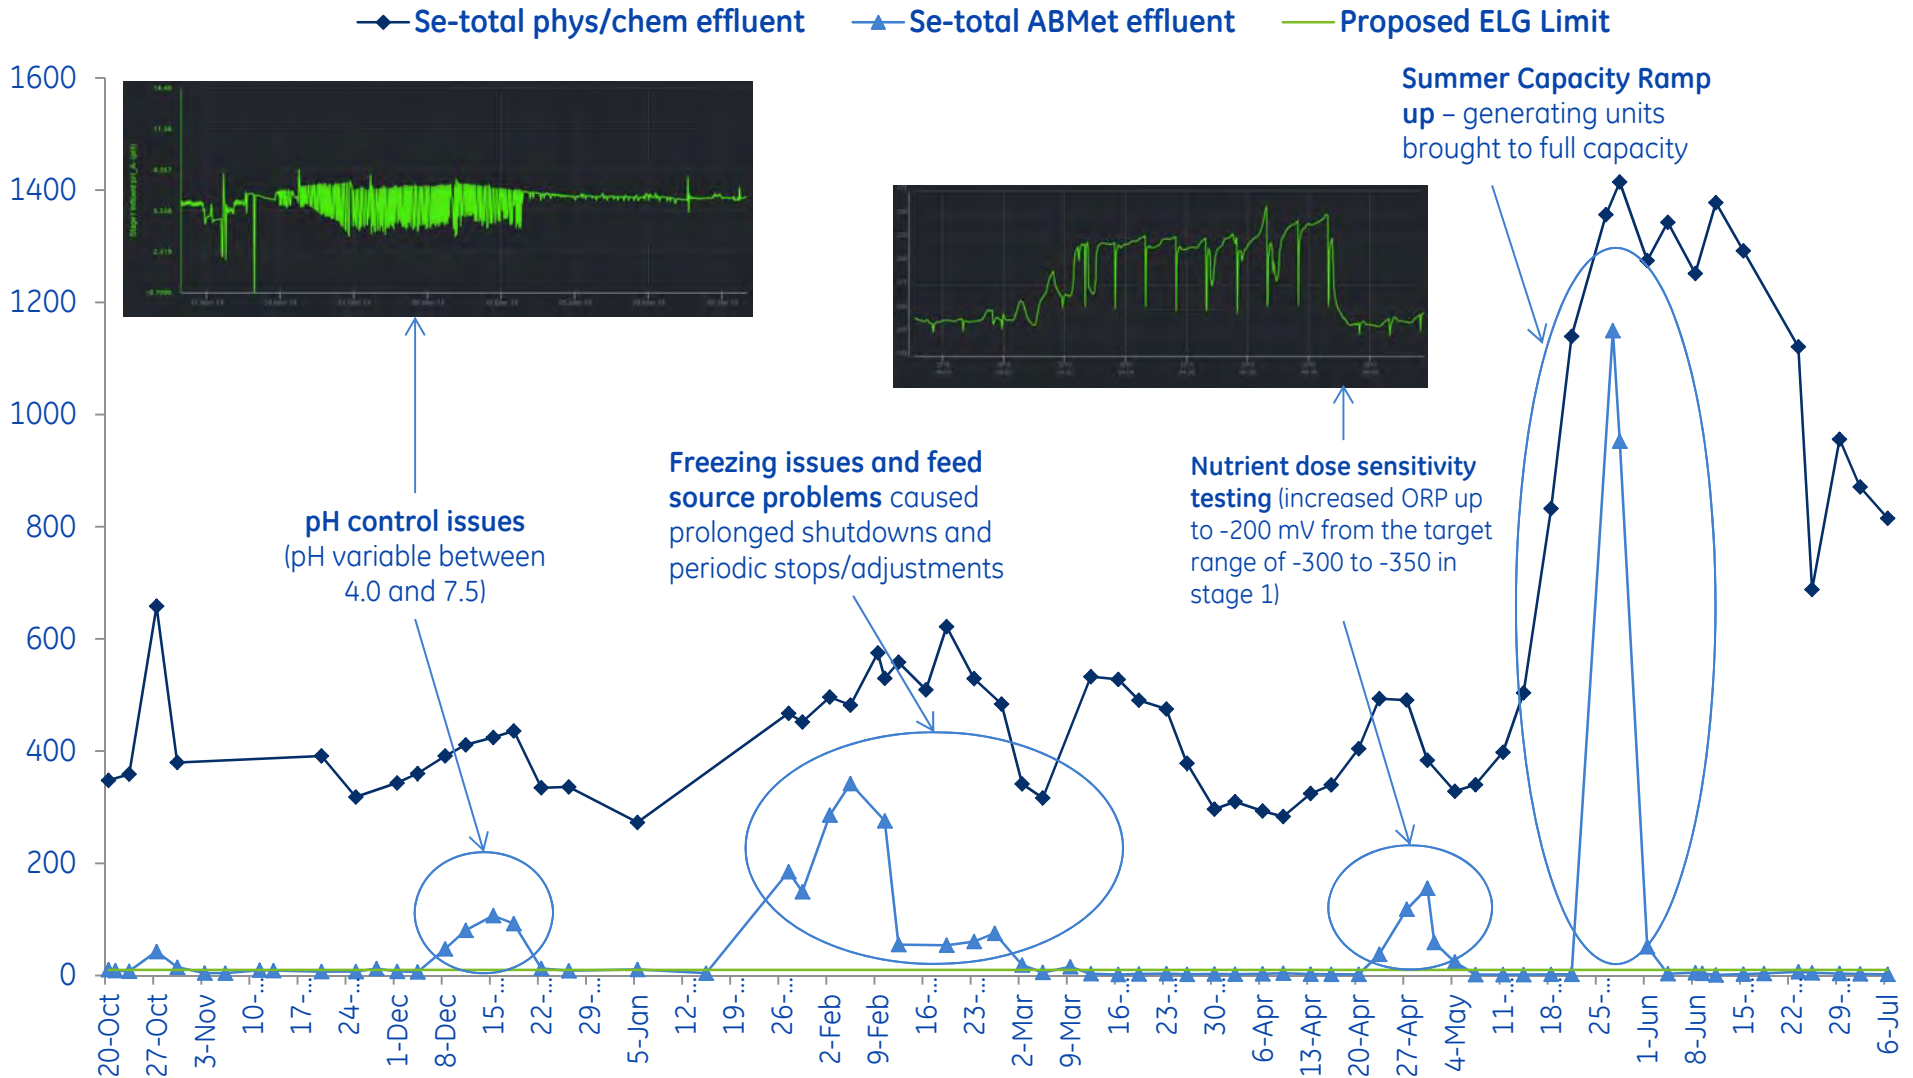 Se-total phys/chem effluent
Se-total ABMet effluent
Proposed ELG Limit
1600
1400
1200
1000
800
600
400
200
0
Summer Capacity Ramp
up – generating units
brought to full capacity
pH control issues
(pH variable between
4.0 and 7.5)
Freezing issues and feed
source problems caused
prolonged shutdowns and
periodic stops/adjustments
Nutrient dose sensitivity
testing (increased ORP up
to -200 mV from the target
range of -300 to -350 in
stage 1)
20-Oct
27-Oct
3-Nov
10-...
17-...
24-...
1-Dec
8-Dec
15-...
22-...
29-...
5-Jan
12-...
19-...
26-...
2-Feb
9-Feb
16-...
23-...
2-Mar
9-Mar
16-...
23-...
30-...
6-Apr
13-Apr
20-Apr
27-Apr
4-May
11-...
18-...
25-...
1-Jun
8-Jun
15-...
22-...
29-...
6-Jul